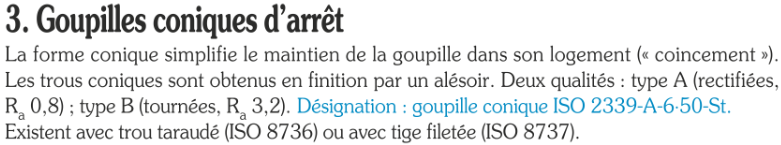 3. Goupilles coniques d’arrêt
La forme conique simplifie le maintien de la goupille dans son logement (« coincement »).
Les trous coniques sont obtenus en finition par un alésoir. Deux qualités : type A (rectifiées,
Ra 0,8) ; type B (tournées, Ra 3,2). Désignation : goupille conique ISO 2339-A-6·50-St.
Existent avec trou taraudé (ISO 8736) ou avec tige filetée (ISO 8737).